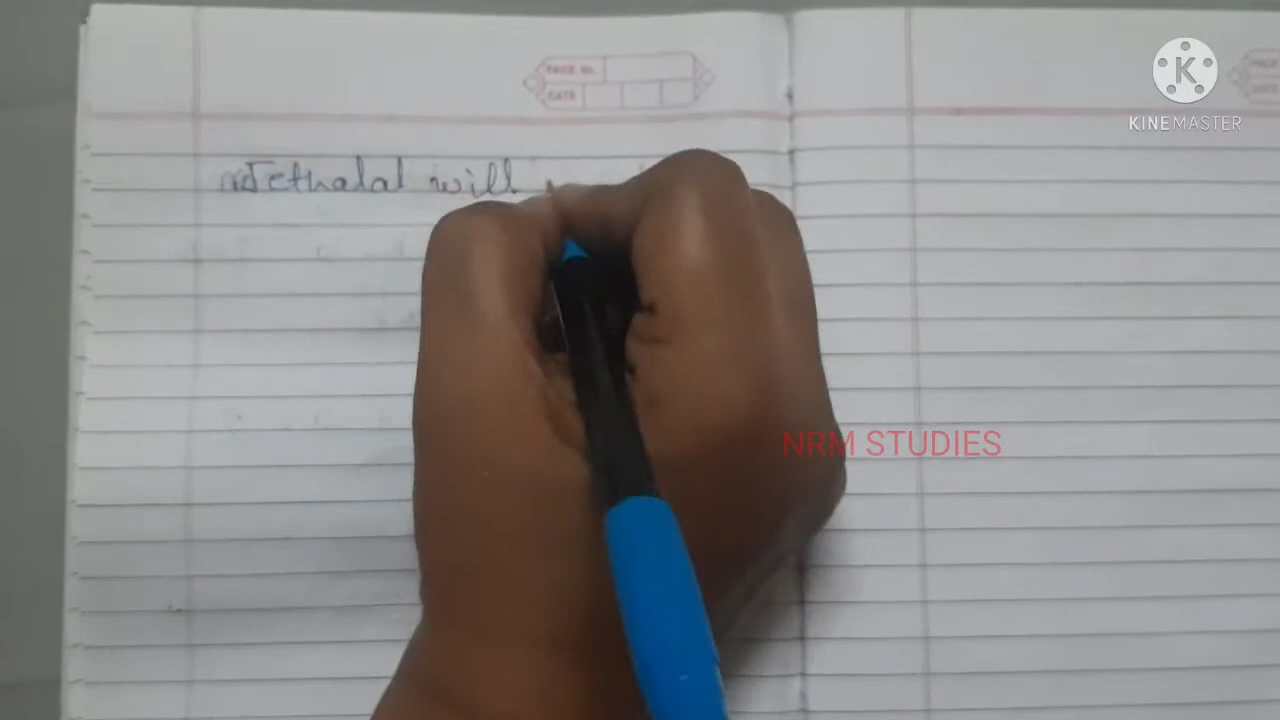 PAGE No.
DATE
KINEMASTER
Jethalal will
NRM STUDIES